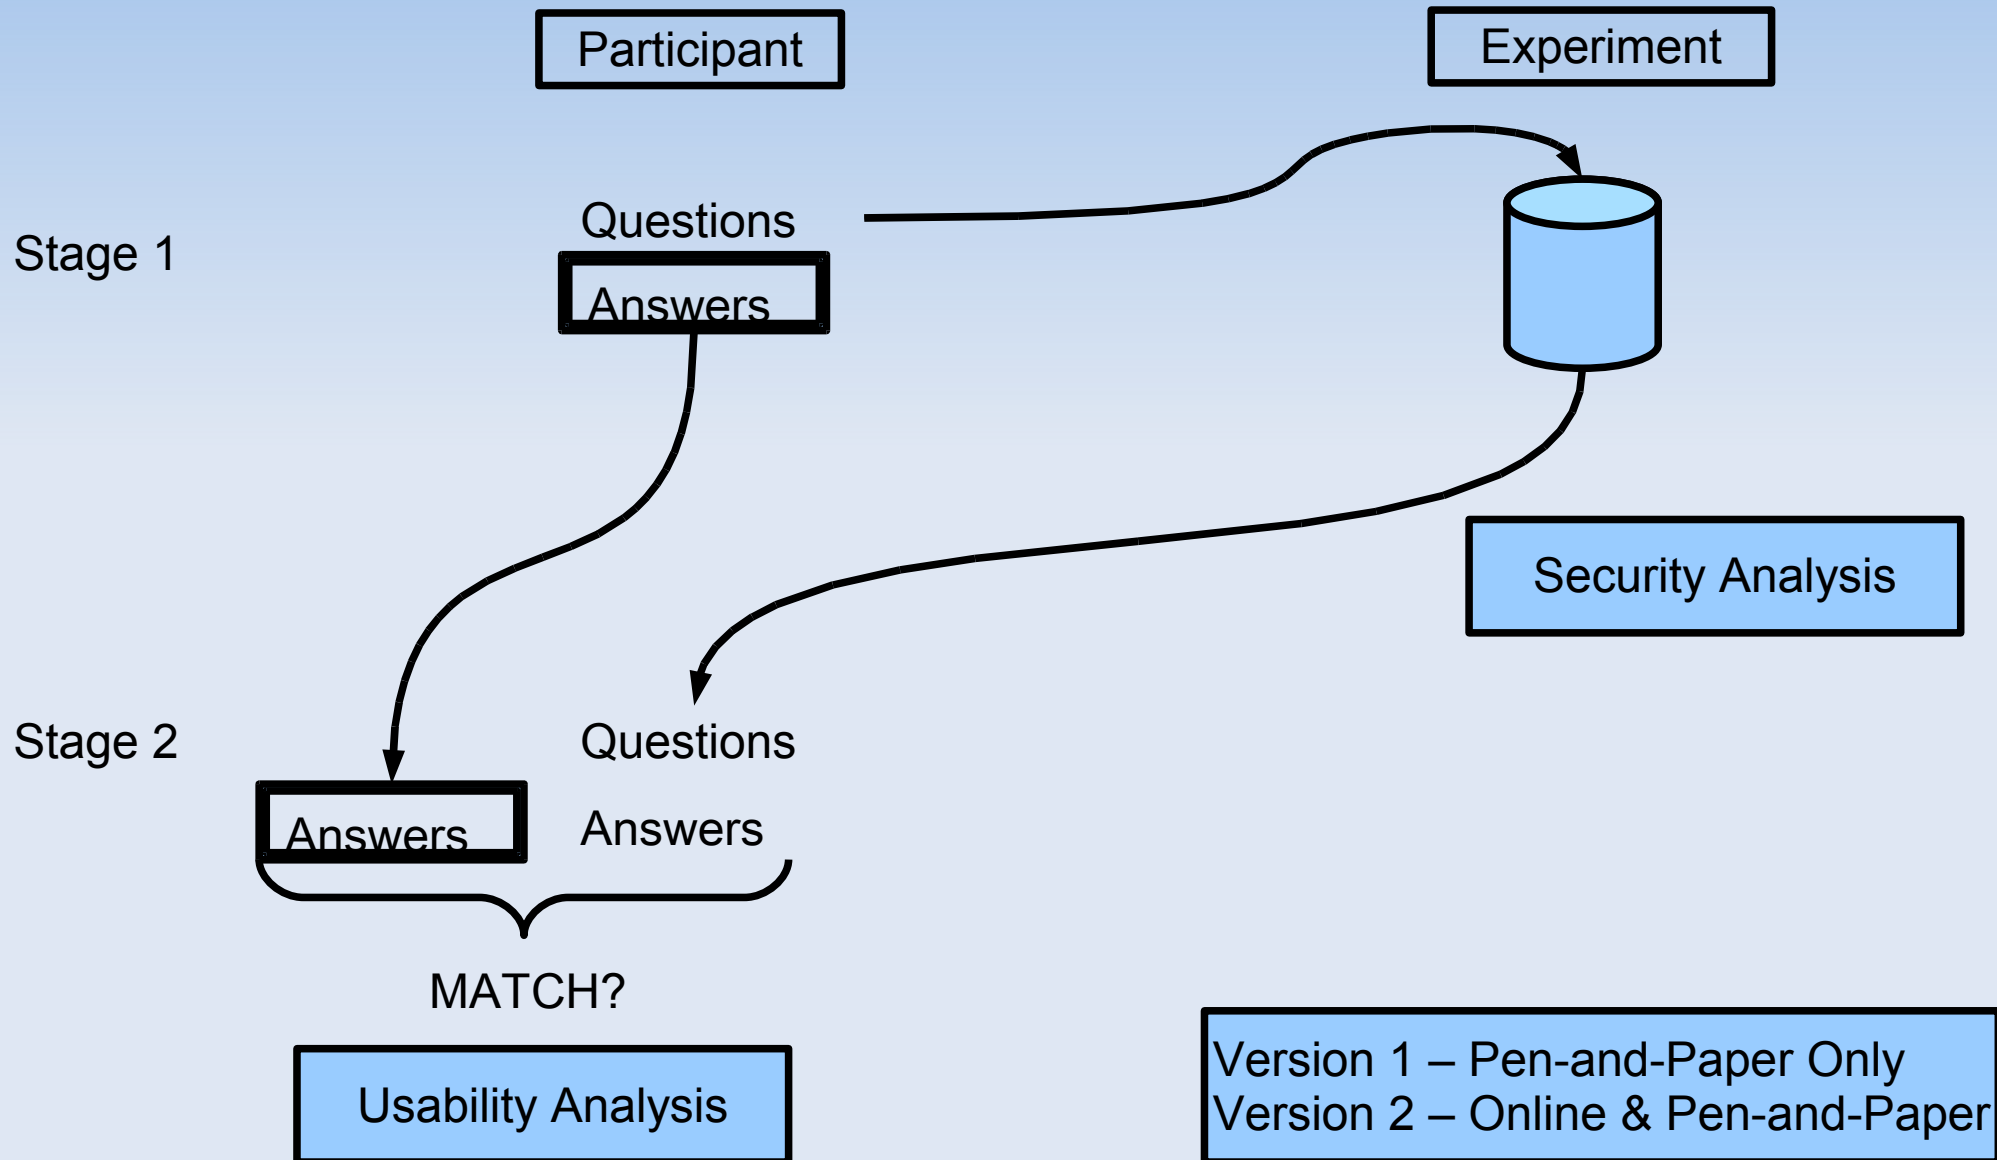 Participant
Experiment
Questions
Stage 1
Answers
Security Analysis
Stage 2
Questions
Answers
Answers
MATCH?
Usability Analysis
Version 1 – Pen-and-Paper Only
Version 2 – Online & Pen-and-Paper